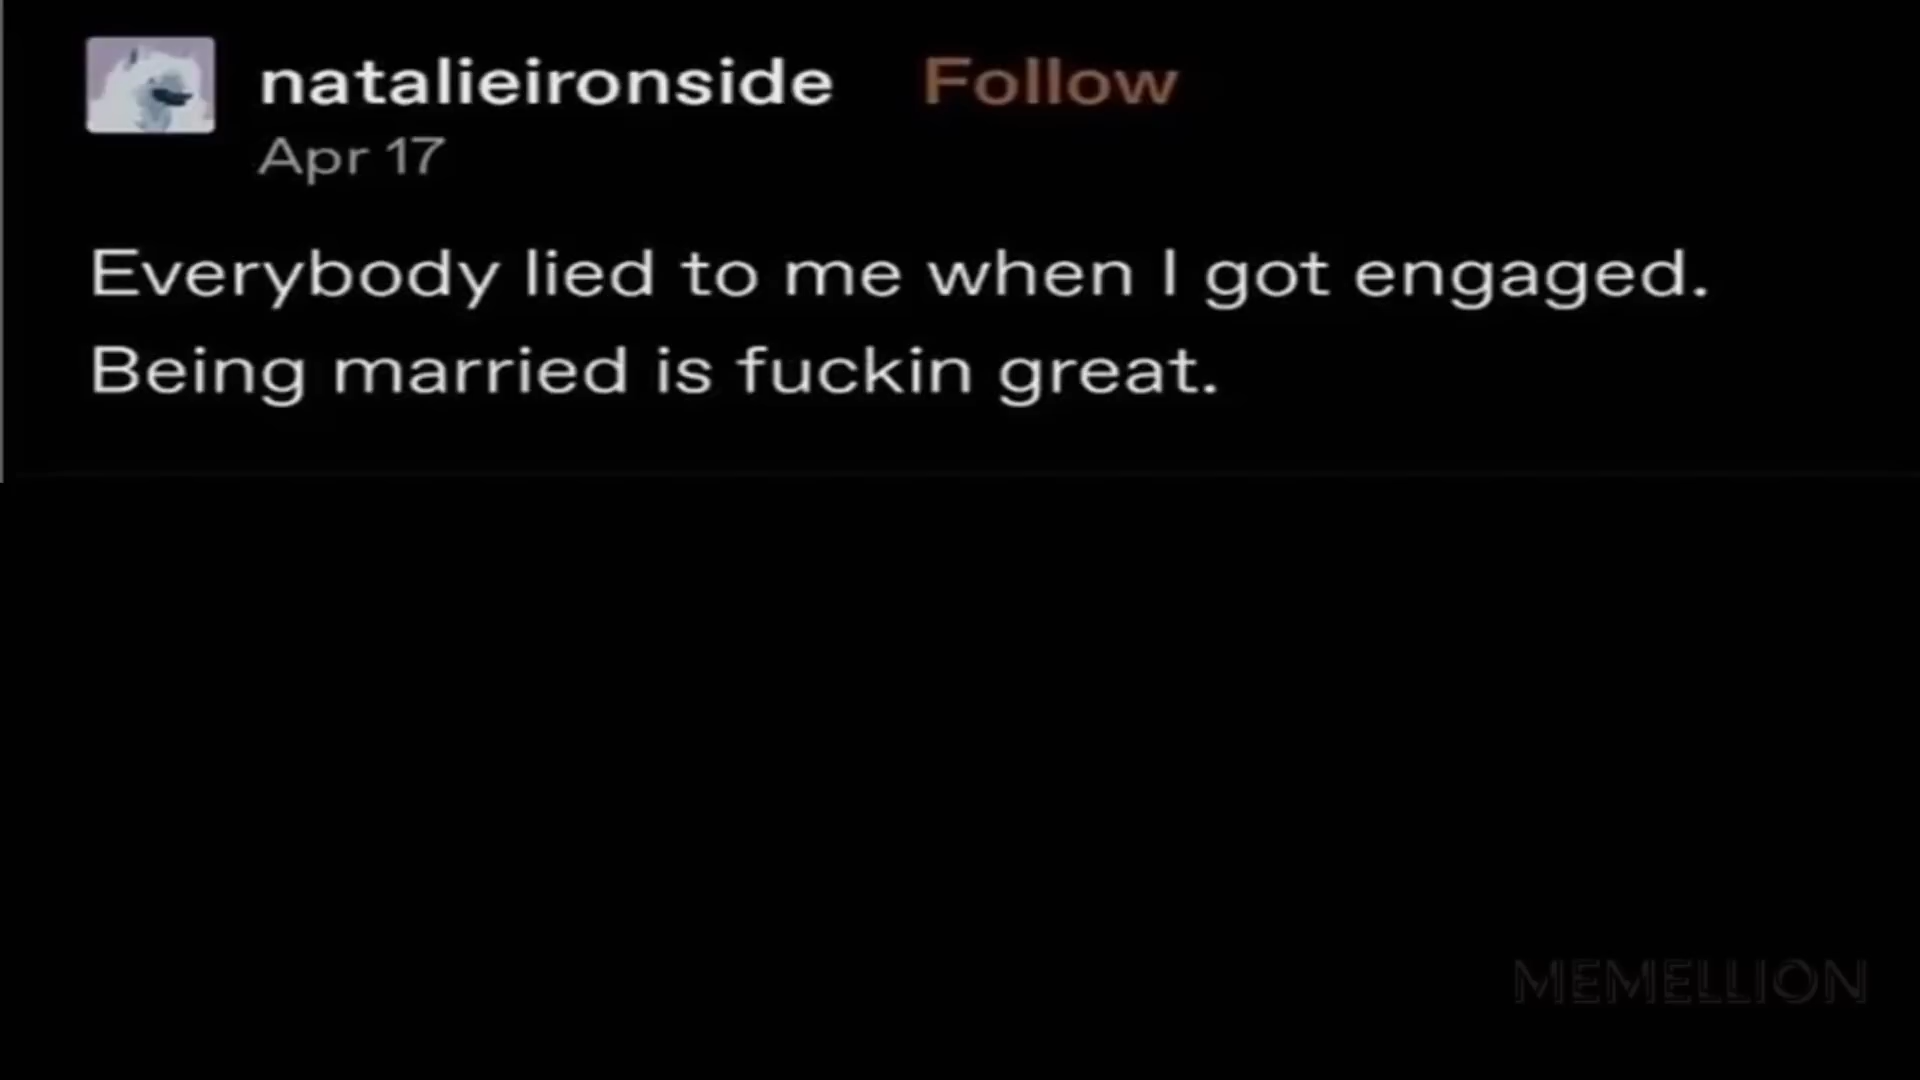 natalieironside Follow
Apr 17
Everybody lied to me when I got engaged.
Being married is fuckin great.
MEMELLION